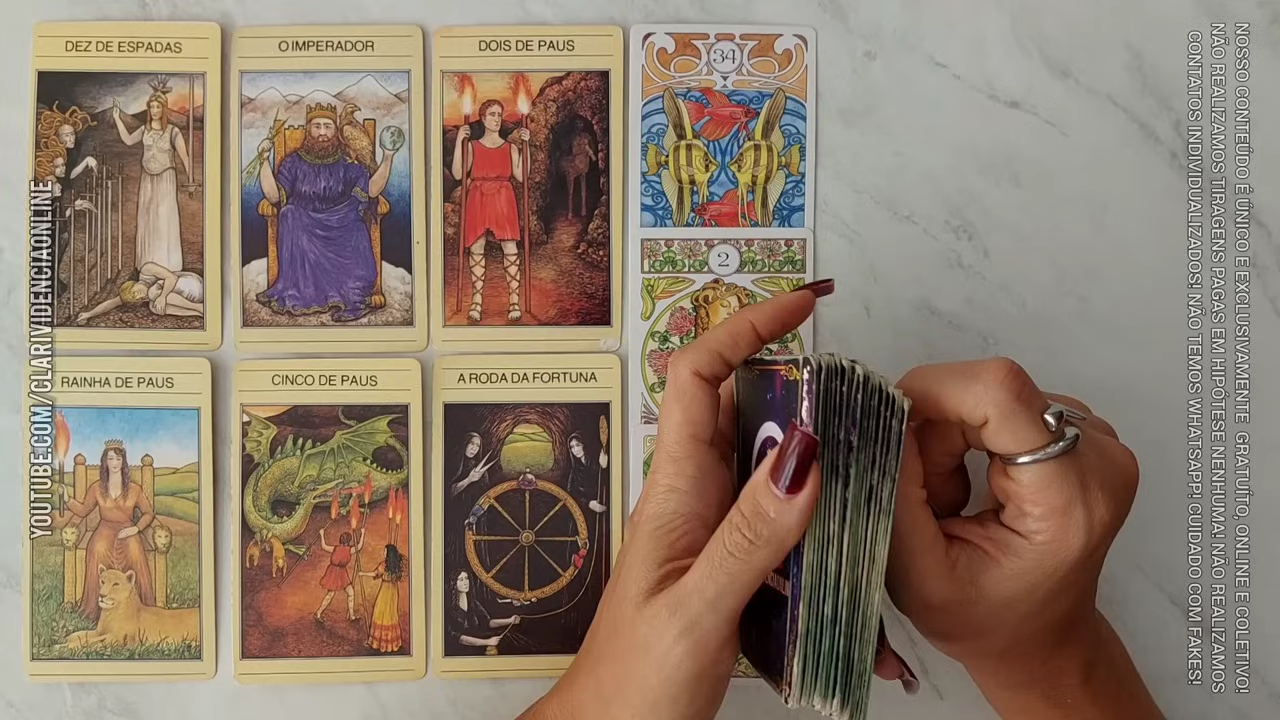 DEZ DE ESPADAS
O IMPERADOR
DOIS DE PAUS
34
2
RAINHA DE PAUS
CINCO DE PAUS
A RODA DA FORTUNA
YOUTUBE.COM/CLARIVIDENCIAONLINE
NOSSO CONTEÚDO É ÚNICO E EXCLUSIVAMENTE GRATUÍTO, ONLINE E COLETIVO!
NÃO REALIZAMOS TIRAGENS PAGAS EM HIPÓTESE NENHUMA! NÃO REALIZAMOS
CONTATOS INDIVIDUALIZADOS! NÃO TEMOS WHATSAPP! CUIDADO COM FAKES!